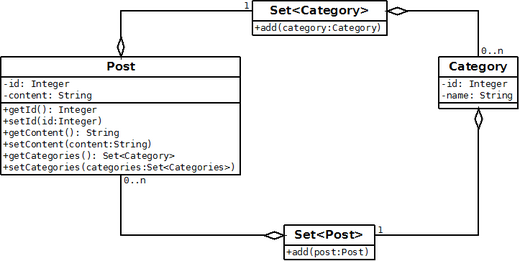 1
Set<Category>
+add(category:Category)
0..n
Post
-id: Integer
-content: String
+getId(): Integer
+setId(id:Integer)
+getContent(): String
+setContent(content:String)
+getCategories(): Set<Category>
+setCategories(categories:Set<Categories>)
Category
-id: Integer
-name: String
0..n
Set<Post>
+add(post:Post)
1